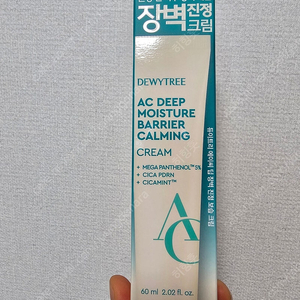 장벽진정
크림
DEWYTREE
AC DEEP
MOISTURE
BARRIER
CALMING
CREAM
+ MEGA PANTHENOL™ 5%
+ CICA PDRN
+ CICAMINT™
AC
60 ml 2.02 fl. oz.